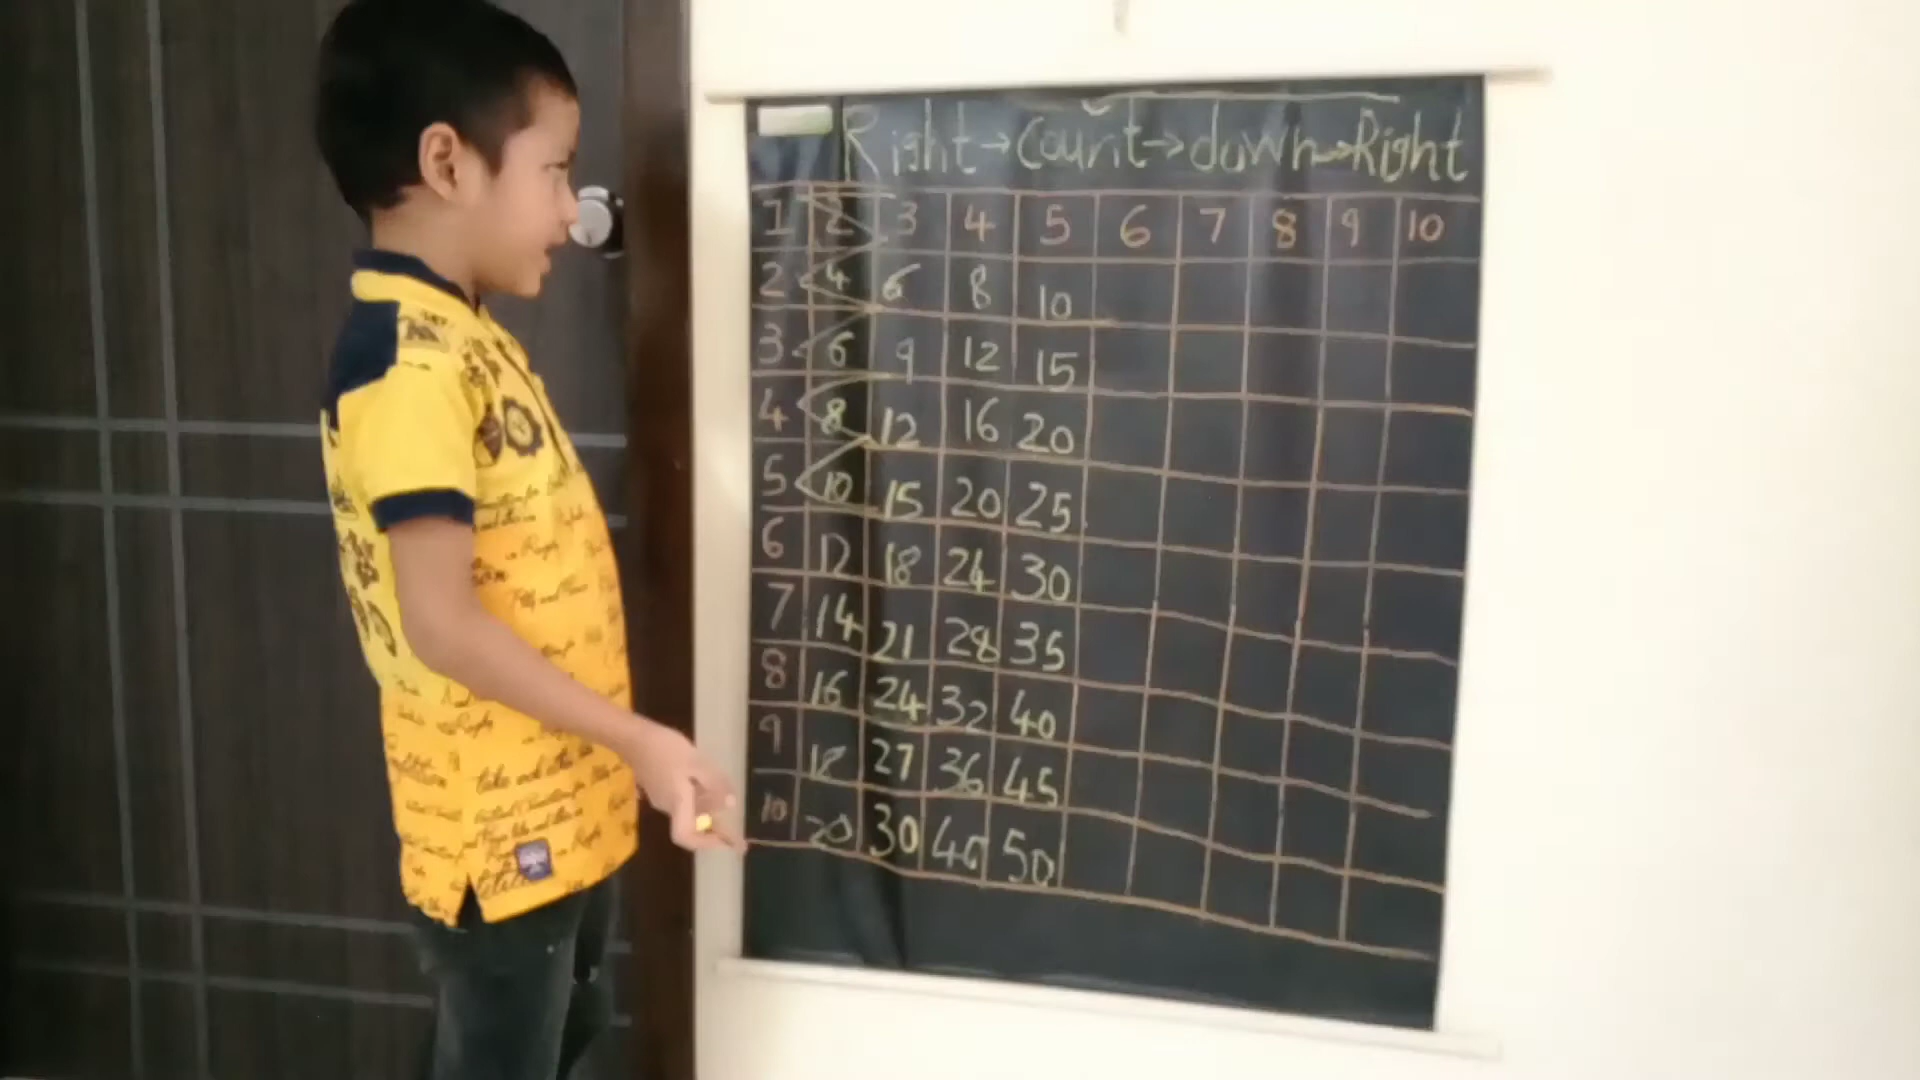 Right→Count→down→Right
1 2 3 4 5 6 7 8 9 10
2 4 6 8 10
3 6 9 12 15
4 8 12 16 20
5 10 15 20 25
6 12 18 24 30
7 14 21 28 35
8 16 24 32 40
9 18 27 36 45
10 20 30 40 50